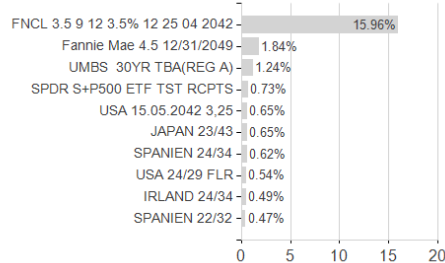 FNCL 3.5 9 12 3.5% 12 25 04 2042 15.96%
Fannie Mae 4.5 12/31/2049 1.84%
UMBS 30YR TBA(REG A) 1.24%
SPDR S+P500 ETF TST RCPTS 0.73%
USA 15.05.2042 3,25 0.65%
JAPAN 23/43 0.65%
SPANIEN 24/34 0.62%
USA 24/29 FLR 0.54%
IRLAND 24/34 0.49%
SPANIEN 22/32 0.47%
0 5 10 15 20